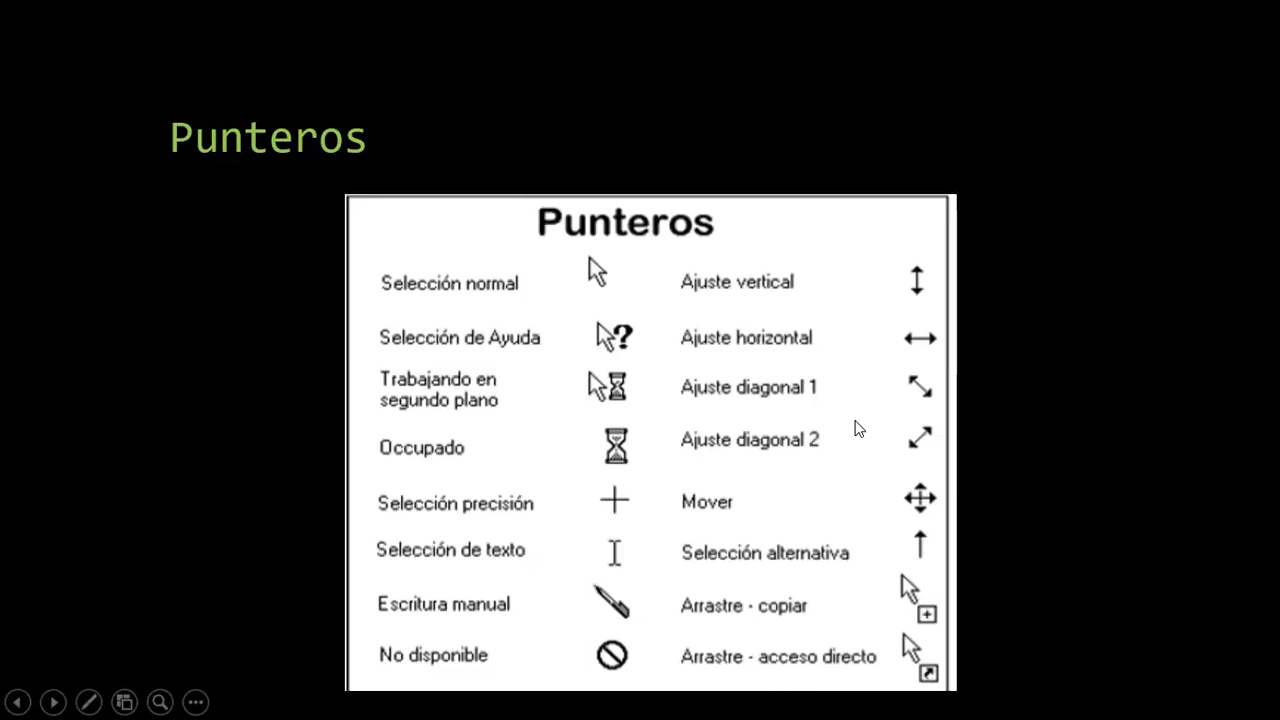 Punteros
Punteros
Selección normal
Selección de Ayuda
Trabajando en
segundo plano
Occupado
Selección precisión
Selección de texto
Escritura manual
No disponible
Ajuste vertical
Ajuste horizontal
Ajuste diagonal 1
Ajuste diagonal 2
Mover
Selección alternativa
Arrastre - copiar
Arrastre - acceso directo